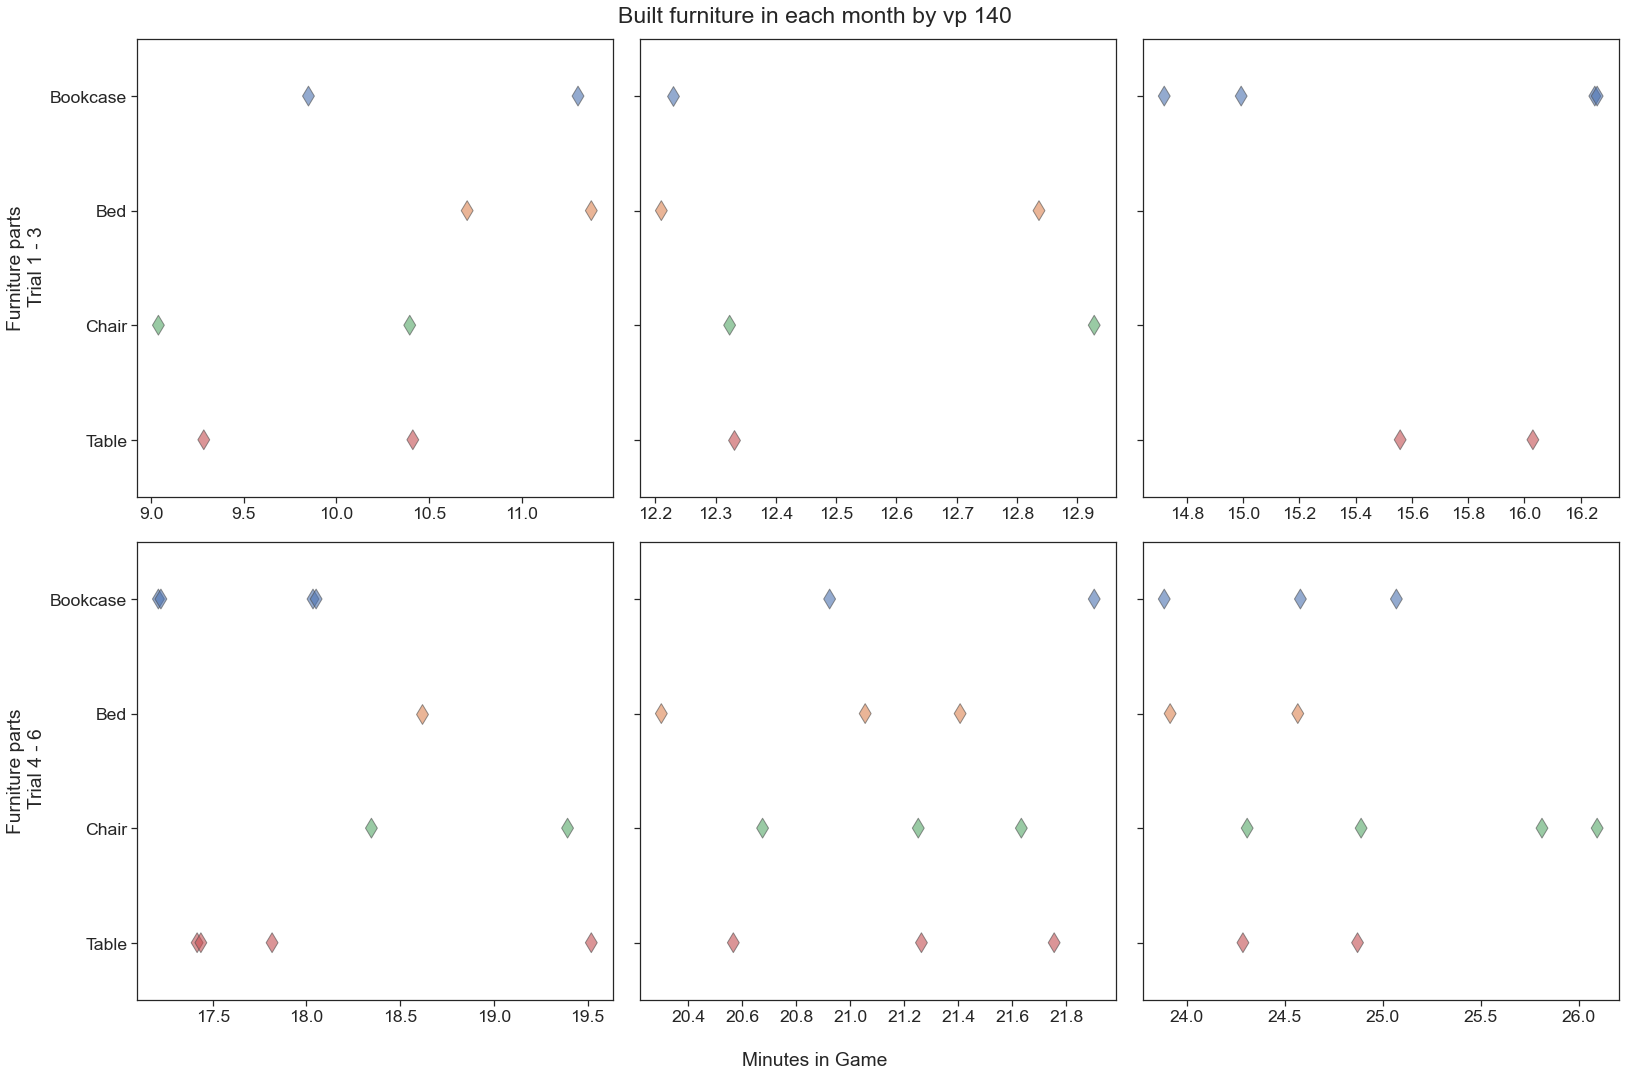 Built furniture in each month by vp 140
Furniture parts
Trial 1 - 3
Bookcase
Bed
Chair
Table
9.0 9.5 10.0 10.5 11.0
12.2 12.3 12.4 12.5 12.6 12.7 12.8 12.9
14.8 15.0 15.2 15.4 15.6 15.8 16.0 16.2
Furniture parts
Trial 4 - 6
Bookcase
Bed
Chair
Table
17.5 18.0 18.5 19.0 19.5
20.4 20.6 20.8 21.0 21.2 21.4 21.6 21.8
24.0 24.5 25.0 25.5 26.0
Minutes in Game